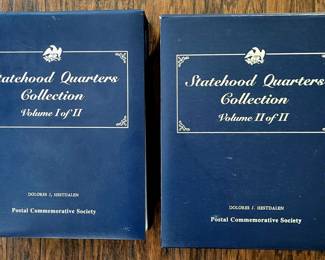 Statehood Quarters
Collection
Volume I of II
DOLORES J. HESTDALEN
Postal Commemorative Society
Statehood Quarters
Collection
Volume II of II
DOLORES J. HESTDALEN
Postal Commemorative Society